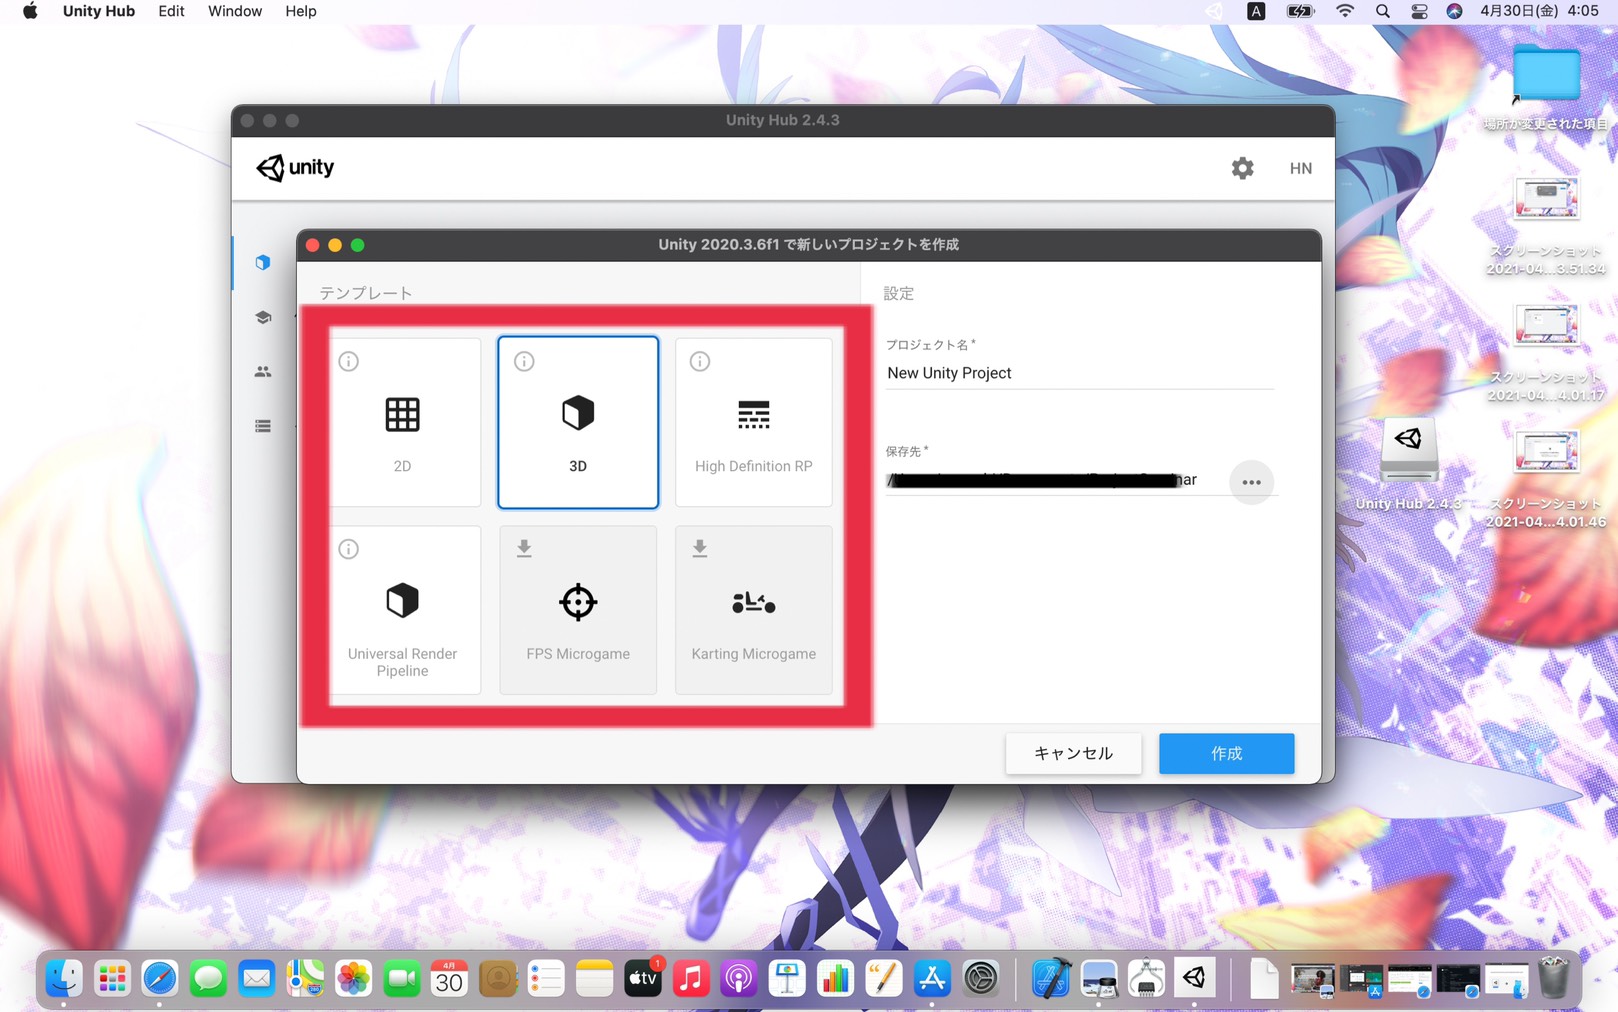 Unity Hub Edit Window Help
A
4月30日(金) 4:05
場所が変更された項目
Unity Hub 2.4.3
unity
HN
スクリーンショット
2021-04...3.51.34
Unity 2020.3.6f1 で新しいプロジェクトを作成
テンプレート
設定
プロジェクト名 *
New Unity Project
2D
3D
High Definition RP
保存先 *
nar
スクリーンショット
2021-04...4.01.17
Unity Hub 2.4.3
スクリーンショット
2021-04...4.01.46
Universal Render
Pipeline
FPS Microgame
Karting Microgame
キャンセル
作成
4月
30
tv
1